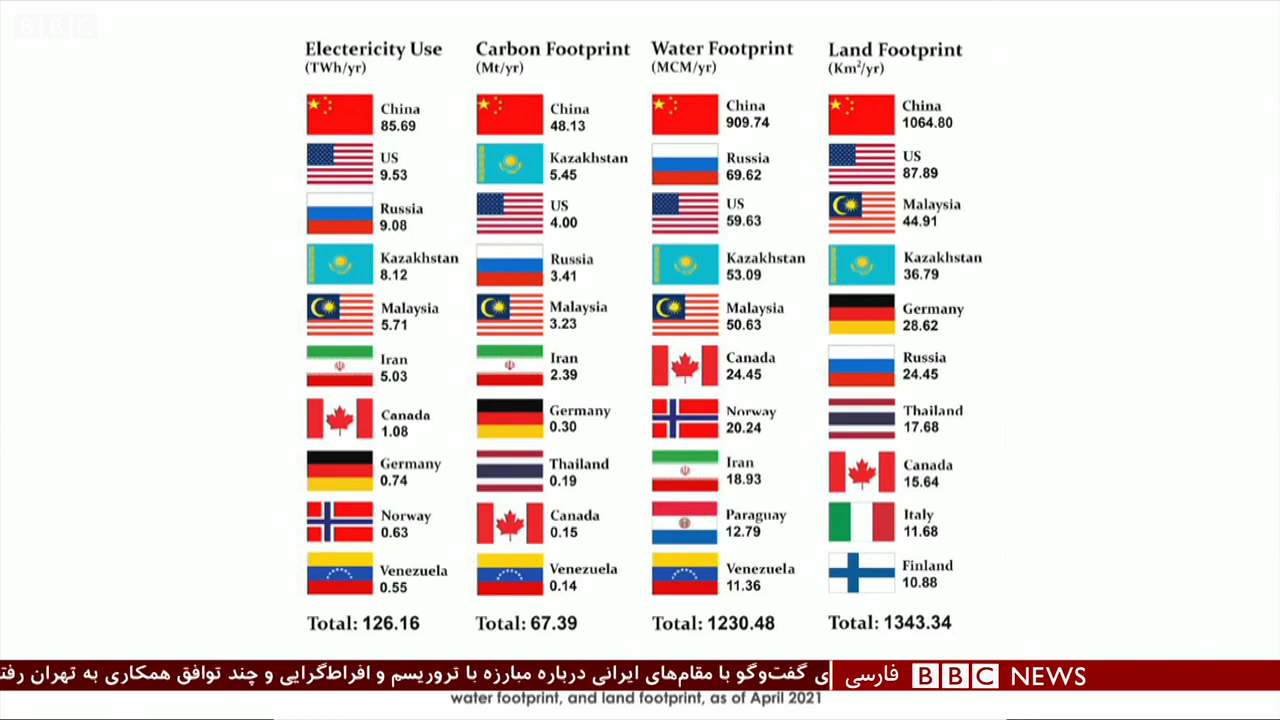 BBC
Electericity Use
(TWh/yr)
China
85.69
US
9.53
Russia
9.08
Kazakhstan
8.12
Malaysia
5.71
Iran
5.03
Canada
1.08
Germany
0.74
Norway
0.63
Venezuela
0.55
Total: 126.16
Carbon Footprint
(Mt/yr)
China
48.13
Kazakhstan
5.45
US
4.00
Russia
3.41
Malaysia
3.23
Iran
2.39
Germany
0.30
Thailand
0.19
Canada
0.15
Venezuela
0.14
Total: 67.39
Water Footprint
(MCM/yr)
China
909.74
Russia
69.62
US
59.63
Kazakhstan
53.09
Malaysia
50.63
Canada
24.45
Norway
20.24
Iran
18.93
Paraguay
12.79
Venezuela
11.36
Total: 1230.48
Land Footprint
(Km²/yr)
China
1064.80
US
87.89
Malaysia
44.91
Kazakhstan
36.79
Germany
28.62
Russia
24.45
Thailand
17.68
Canada
15.64
Italy
11.68
Finland
10.88
Total: 1343.34
ی گفت‌وگو با مقام‌های ایرانی درباره مبارزه با تروریسم و افراط‌گرایی و چند توافق همکاری به تهران رفت
فارسی BBC NEWS
water footprint, and land footprint, as of April 2021